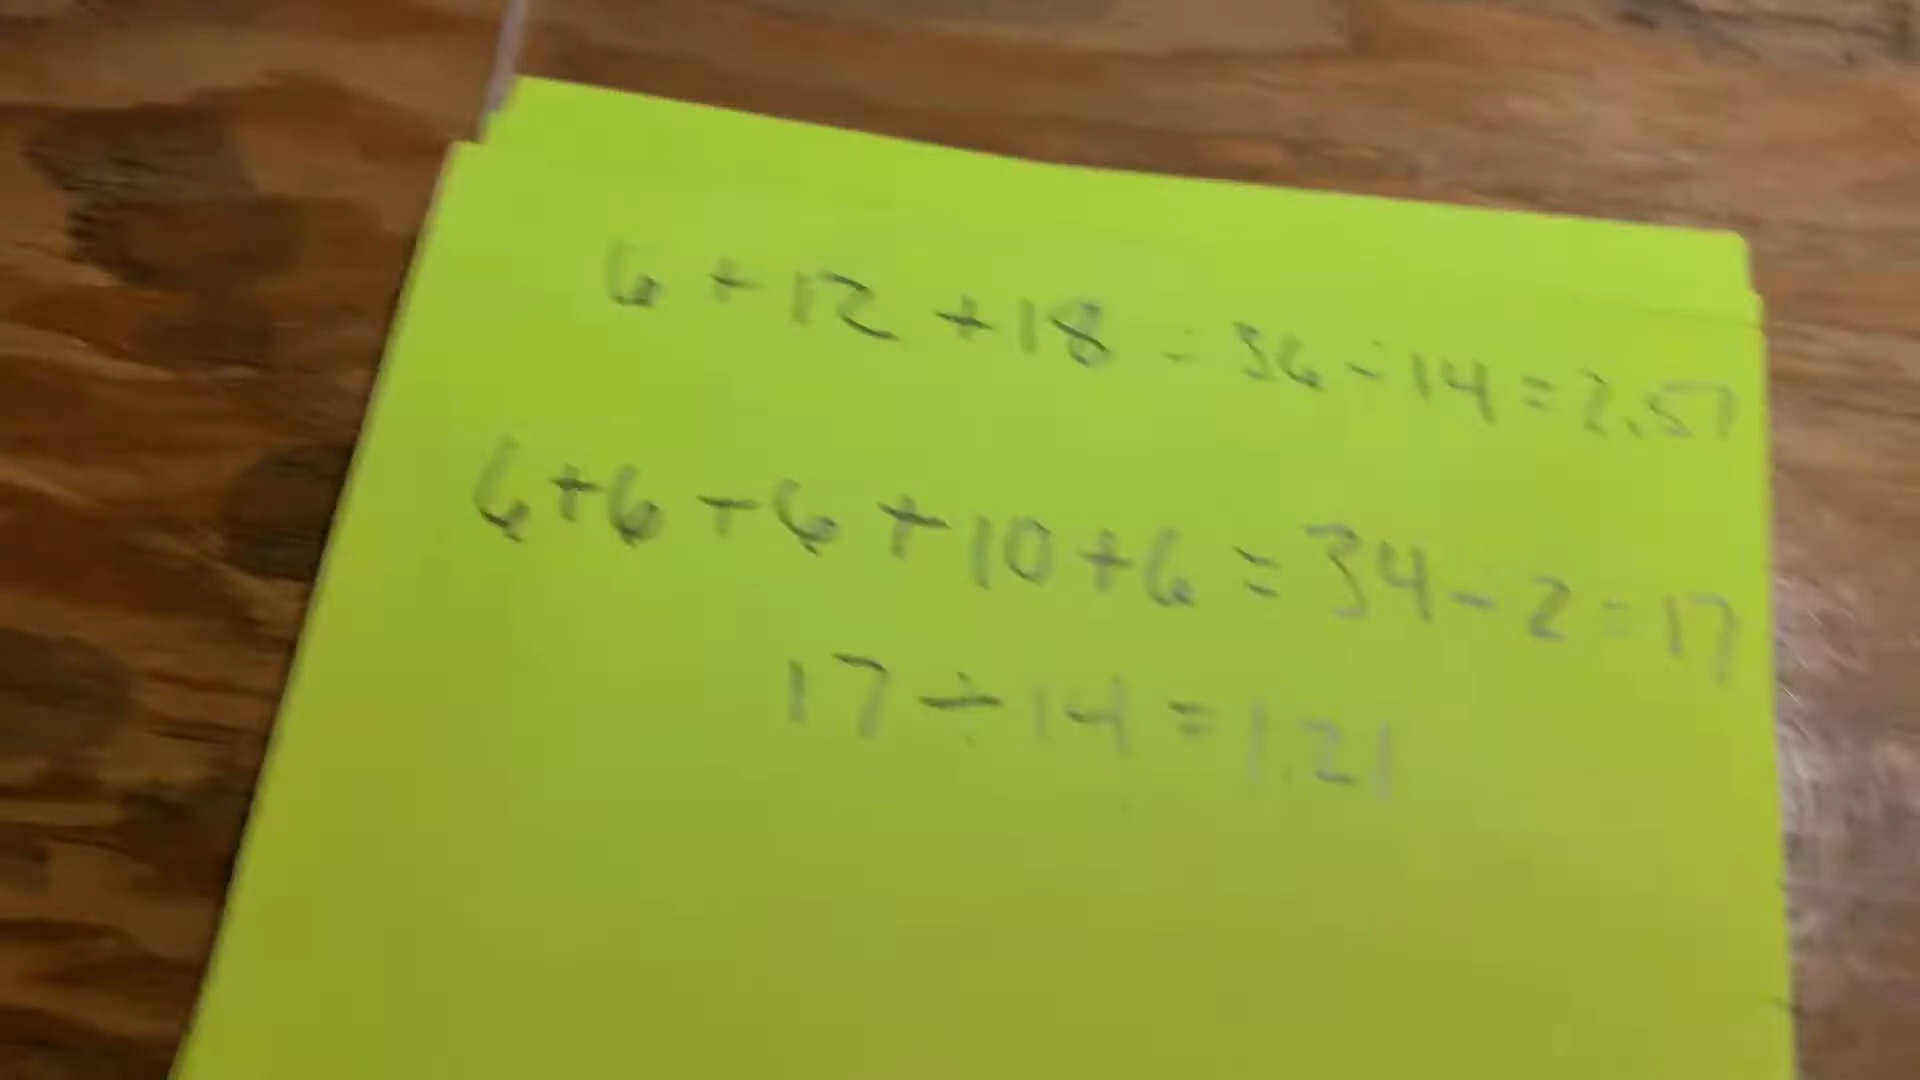 6 + 12 + 18 = 36 ÷ 14 = 2.57
6 + 6 + 6 + 10 + 6 = 34 ÷ 2 = 17
17 ÷ 14 = 1.21